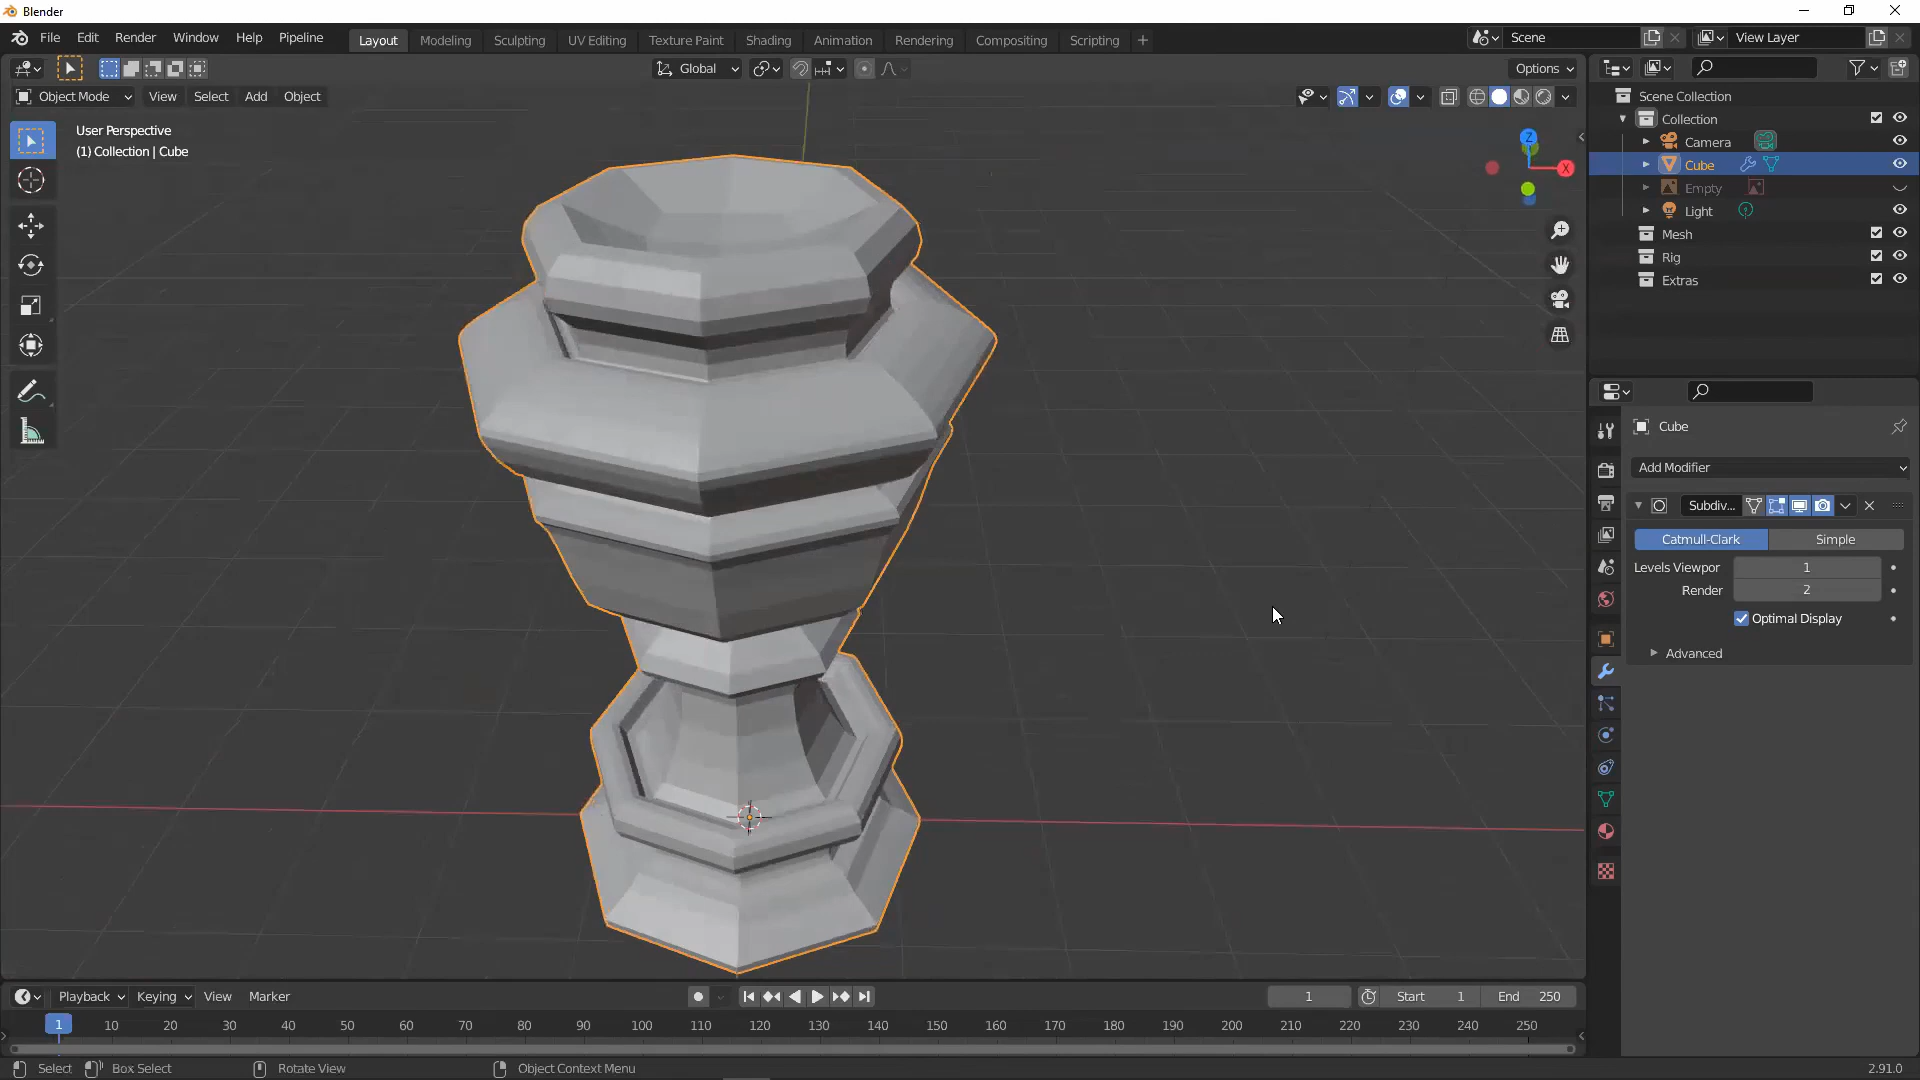 Blender
File Edit Render Window Help Pipeline Layout Modeling Sculpting UV Editing Texture Paint Shading Animation Rendering Compositing Scripting + Scene View Layer
Global Options
Object Mode View Select Add Object
User Perspective
(1) Collection | Cube
Z
X
Scene Collection
Collection
Camera
Cube
Empty
Light
Mesh
Rig
Extras
Cube
Add Modifier
Subdiv...
Catmull-Clark Simple
Levels Viewpor 1
Render 2
Optimal Display
Advanced
Playback Keying View Marker 1 Start 1 End 250
1 10 20 30 40 50 60 70 80 90 100 110 120 130 140 150 160 170 180 190 200 210 220 230 240 250
Select Box Select Rotate View Object Context Menu 2.91.0